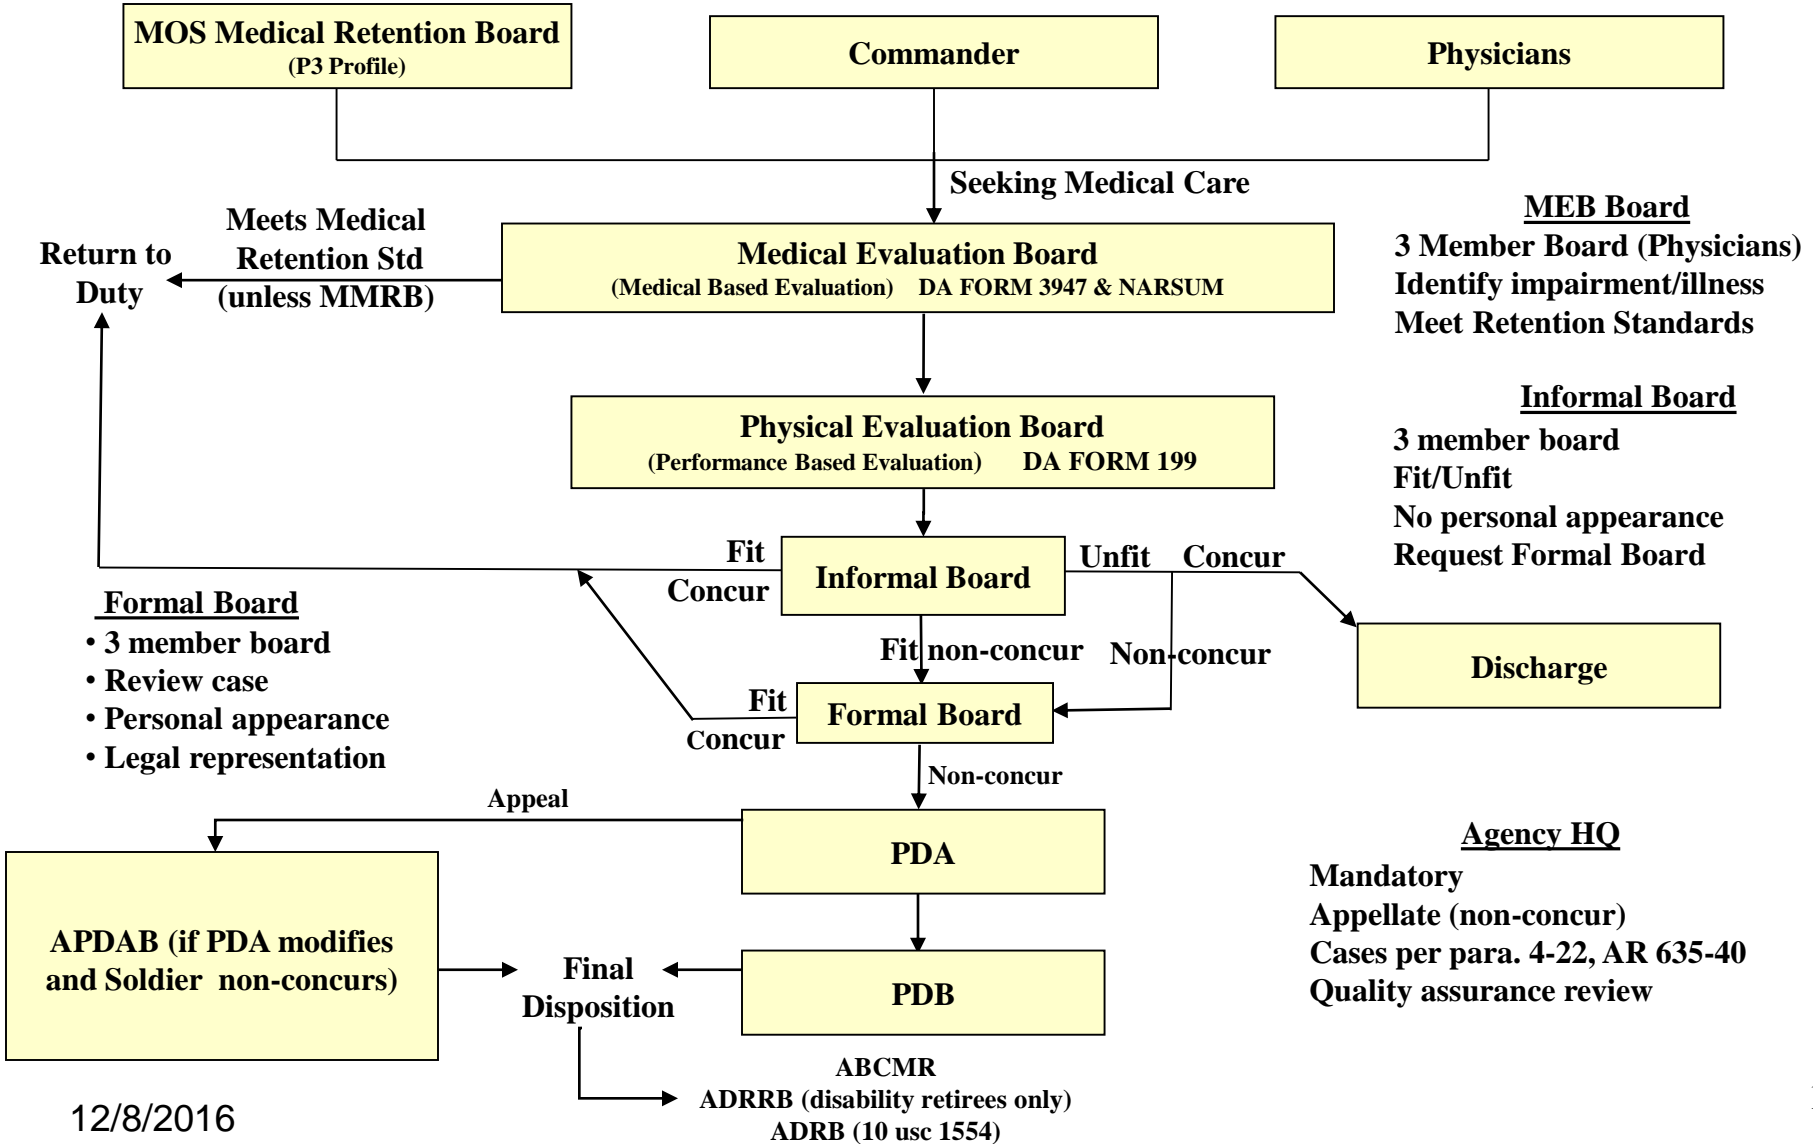 MOS Medical Retention Board
(P3 Profile)
Commander
Physicians
Seeking Medical Care
Meets Medical
Retention Std
(unless MMRB)
Return to
Duty
Medical Evaluation Board
(Medical Based Evaluation) DA FORM 3947 & NARSUM
MEB Board
3 Member Board (Physicians)
Identify impairment/illness
Meet Retention Standards
Physical Evaluation Board
(Performance Based Evaluation) DA FORM 199
Informal Board
3 member board
Fit/Unfit
No personal appearance
Request Formal Board
Fit
Concur
Informal Board
Unfit Concur
Fit non-concur
Non-concur
Discharge
Formal Board
• 3 member board
• Review case
• Personal appearance
• Legal representation
Fit
Concur
Formal Board
Non-concur
Appeal
PDA
Agency HQ
Mandatory
Appellate (non-concur)
Cases per para. 4-22, AR 635-40
Quality assurance review
APDAB (if PDA modifies
and Soldier non-concurs)
Final
Disposition
PDB
ABCMR
ADRRB (disability retirees only)
ADRB (10 usc 1554)
12/8/2016